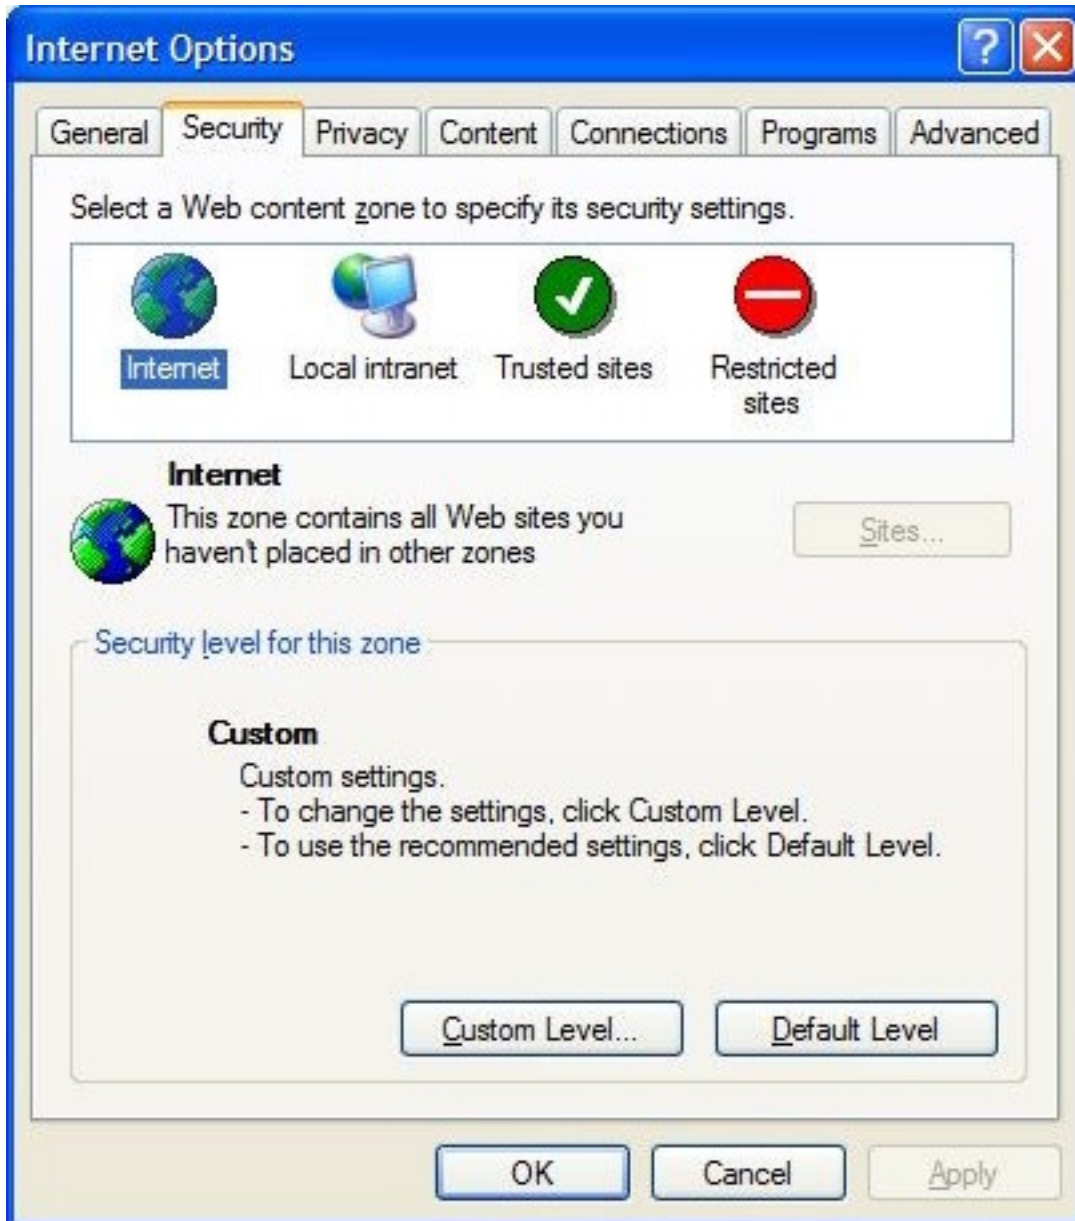 Internet Options
General Security Privacy Content Connections Programs Advanced
Select a Web content zone to specify its security settings.
Internet Local intranet Trusted sites Restricted
sites
Internet
This zone contains all Web sites you
haven't placed in other zones
Sites...
Security level for this zone
Custom
Custom settings.
- To change the settings, click Custom Level.
- To use the recommended settings, click Default Level.
Custom Level... Default Level
OK Cancel Apply